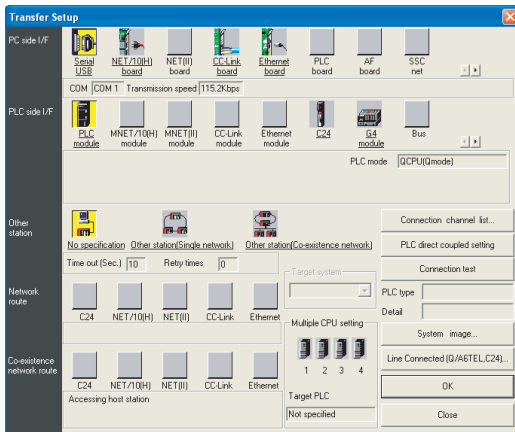 Transfer Setup
PC side I/F
Serial USB
NET/10(H) board
NET(II) board
CC-Link board
Ethernet board
PLC board
AF board
SSC net
COM COM 1 Transmission speed 115.2Kbps
PLC side I/F
PLC module
MNET/10(H) module
MNET(II) module
CC-Link module
Ethernet module
C24
G4 module
Bus
PLC mode QCPU(Qmode)
Other station
No specification
Other station(Single network)
Other station(Co-existence network)
Time out (Sec.) 10 Retry times 0
Target system
Connection channel list...
PLC direct coupled setting
Connection test
PLC type
Detail
System image...
Line Connected (Q/A6TEL,C24)...
OK
Close
Network route
C24 NET/10(H) NET(II) CC-Link Ethernet
Multiple CPU setting
1 2 3 4
Target PLC
Not specified
Co-existence network route
C24 NET/10(H) NET(II) CC-Link Ethernet
Accessing host station